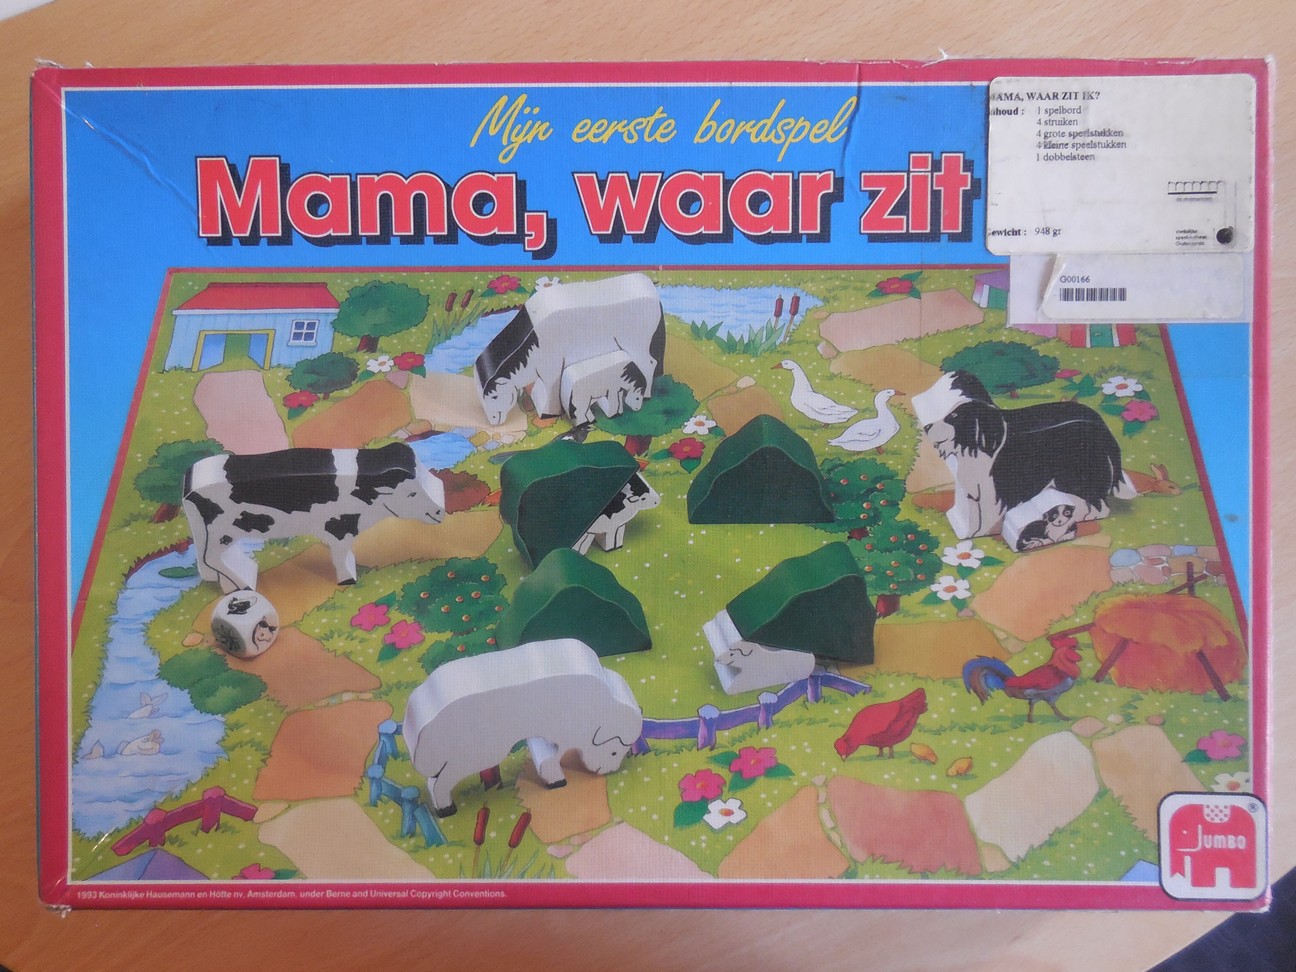 Mijn eerste bordspel
Mama, waar zit
MAMA, WAAR ZIT IK?
nhoud : 1 spelbord
4 struiken
4 grote speelstukken
4 kleine speelstukken
1 dobbelsteen
Gewicht : 948 gr
G00166
JUMBO
®
1993 Koninklijke Hausemann en Hötte nv. Amsterdam, under Berne and Universal Copyright Conventions.